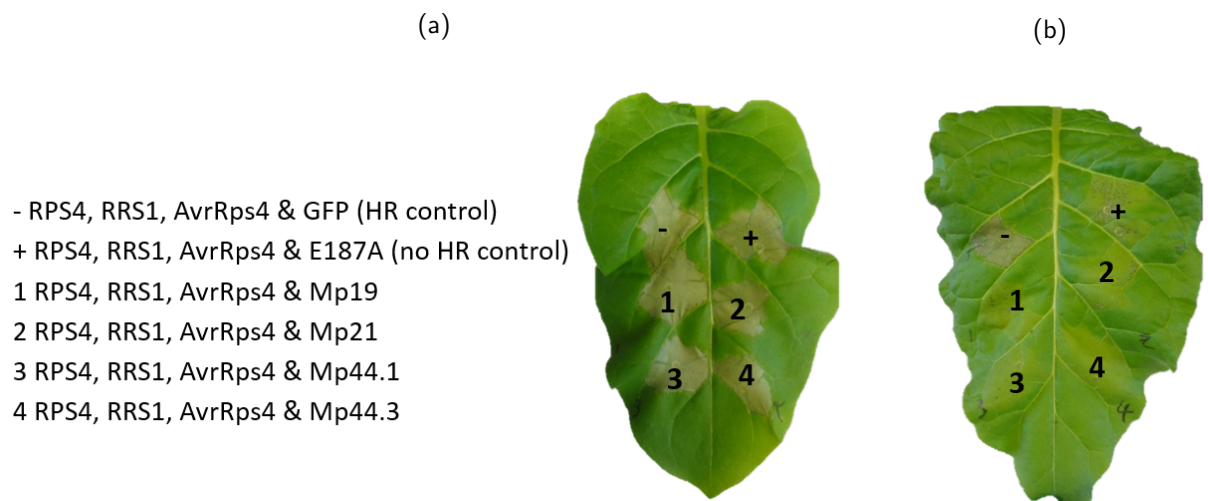 (a)
(b)
- RPS4, RRS1, AvrRps4 & GFP (HR control)
+ RPS4, RRS1, AvrRps4 & E187A (no HR control)
1 RPS4, RRS1, AvrRps4 & Mp19
2 RPS4, RRS1, AvrRps4 & Mp21
3 RPS4, RRS1, AvrRps4 & Mp44.1
4 RPS4, RRS1, AvrRps4 & Mp44.3
- +
1 2
3 4
- +
1 2
3 4
4